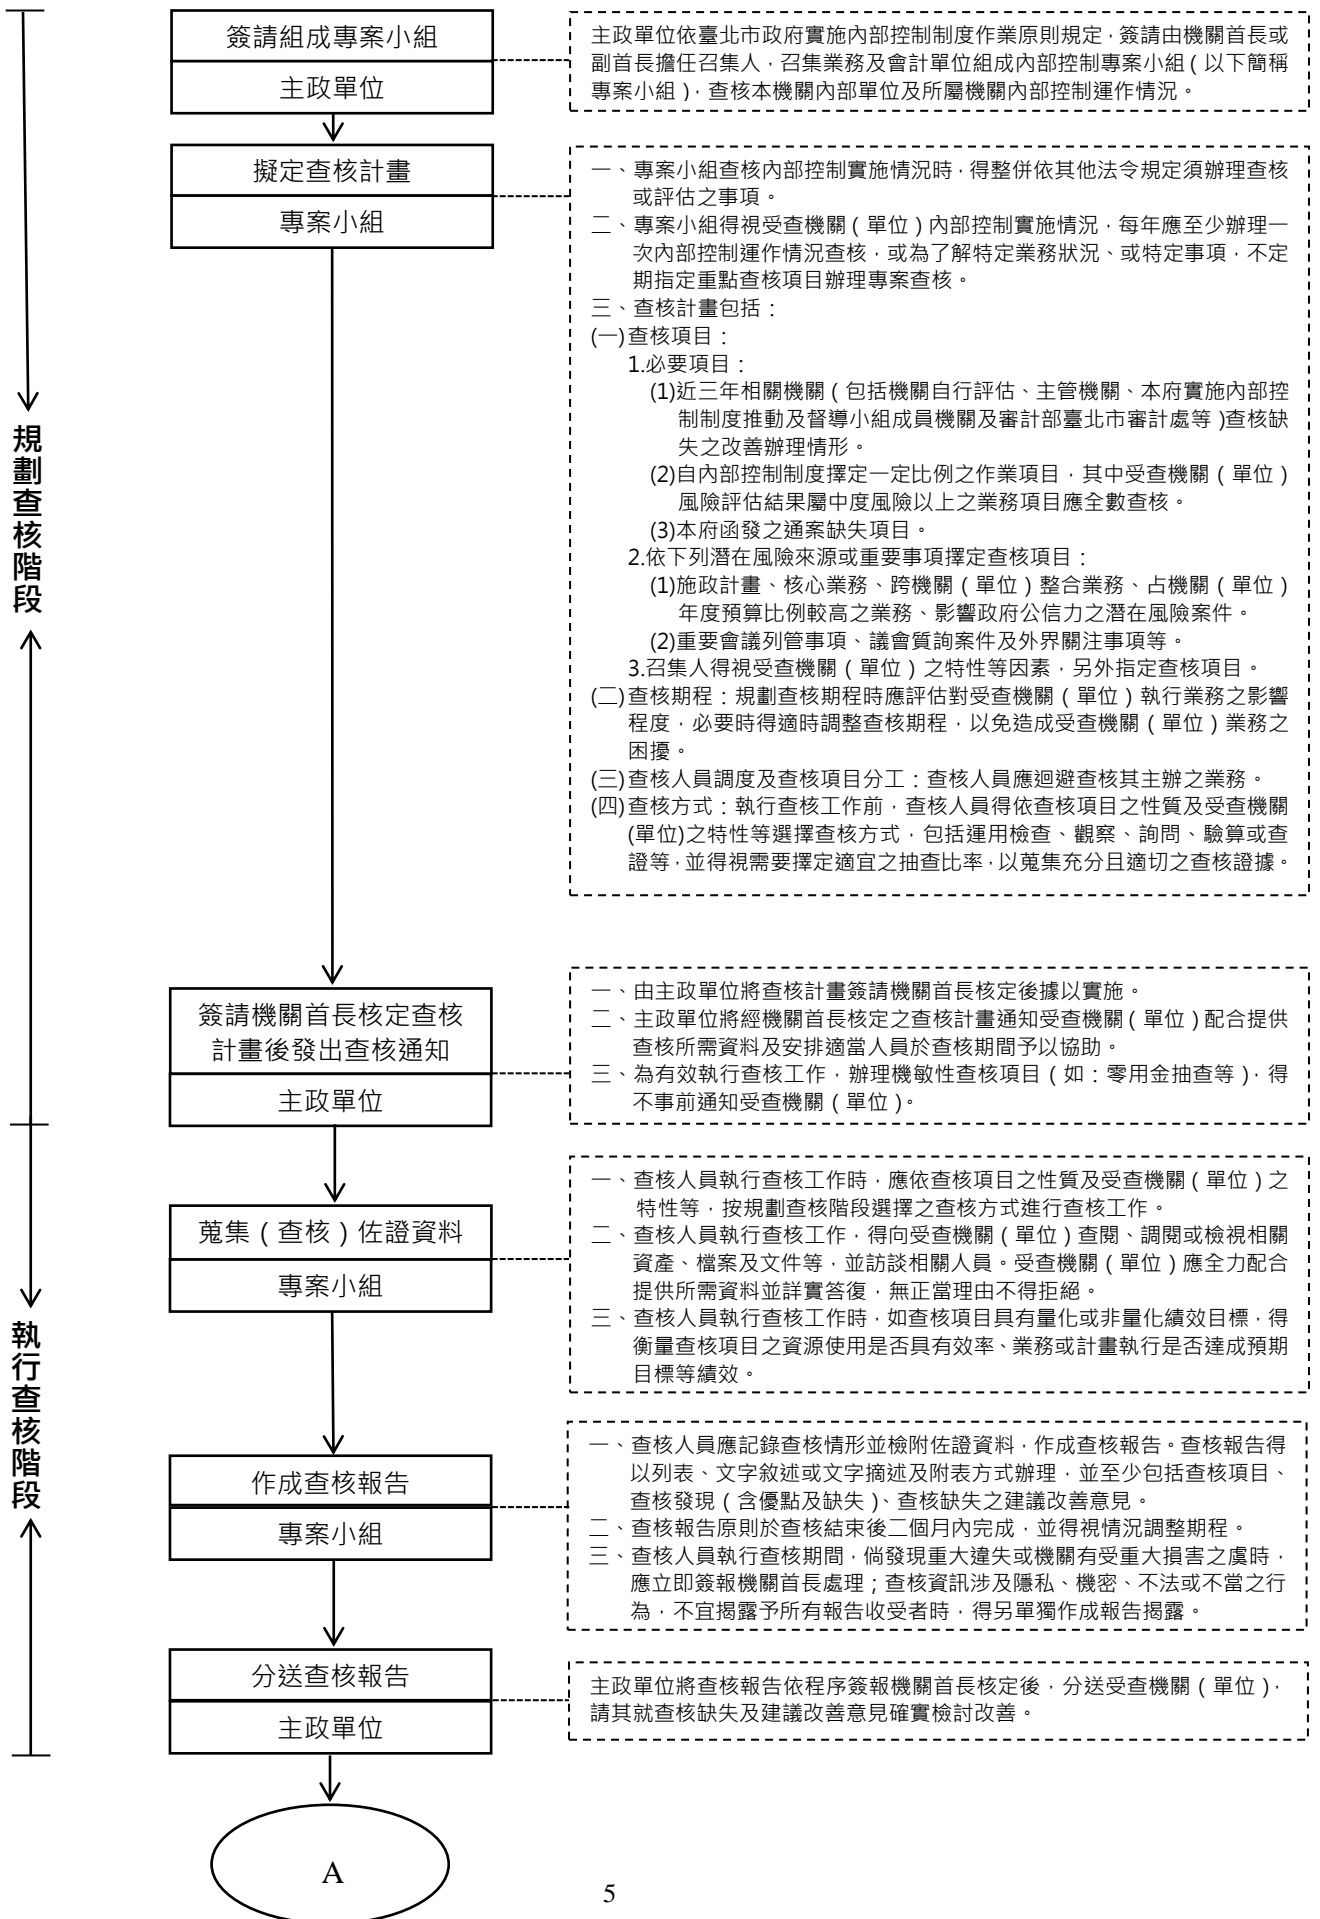 簽請組成專案小組
主政單位
主政單位依臺北市政府實施內部控制制度作業原則規定，簽請由機關首長或
副首長擔任召集人，召集業務及會計單位組成內部控制專案小組（以下簡稱
專案小組），查核本機關內部單位及所屬機關內部控制運作情況。
規劃查核階段
擬定查核計畫
專案小組
一、專案小組查核內部控制實施情況時，得整併依其他法令規定須辦理查核
或評估之事項。
二、專案小組得視受查機關（單位）內部控制實施情況，每年應至少辦理一
次內部控制運作情況查核，或為了解特定業務狀況、或特定事項，不定
期指定重點查核項目辦理專案查核。
三、查核計畫包括：
(一)查核項目：
1.必要項目：
(1)近三年相關機關（包括機關自行評估、主管機關、本府實施內部控
制制度推動及督導小組成員機關及審計部臺北市審計處等）查核缺
失之改善辦理情形。
(2)自內部控制制度擇定一定比例之作業項目，其中受查機關（單位）
風險評估結果屬中度風險以上之業務項目應全數查核。
(3)本府函發之通案缺失項目。
2.依下列潛在風險來源或重要事項擇定查核項目：
(1)施政計畫、核心業務、跨機關（單位）整合業務、占機關（單位）
年度預算比例較高之業務、影響政府公信力之潛在風險案件。
(2)重要會議列管事項、議會質詢案件及外界關注事項等。
3.召集人得視受查機關（單位）之特性等因素，另外指定查核項目。
(二)查核期程：規劃查核期程時應評估對受查機關（單位）執行業務之影響
程度，必要時得適時調整查核期程，以免造成受查機關（單位）業務之
困擾。
(三)查核人員調度及查核項目分工：查核人員應迴避查核其主辦之業務。
(四)查核方式：執行查核工作前，查核人員得依查核項目之性質及受查機關
(單位)之特性等選擇查核方式，包括運用檢查、觀察、詢問、驗算或查
證等，並得視需要擇定適宜之抽查比率，以蒐集充分且適切之查核證據。
簽請機關首長核定查核
計畫後發出查核通知
主政單位
一、由主政單位將查核計畫簽請機關首長核定後據以實施。
二、主政單位將經機關首長核定之查核計畫通知受查機關（單位）配合提供
查核所需資料及安排適當人員於查核期間予以協助。
三、為有效執行查核工作，辦理機敏性查核項目（如：零用金抽查等），得
不事前通知受查機關（單位）。
執行查核階段
蒐集（查核）佐證資料
專案小組
一、查核人員執行查核工作時，應依查核項目之性質及受查機關（單位）之
特性等，按規劃查核階段選擇之查核方式進行查核工作。
二、查核人員執行查核工作，得向受查機關（單位）查閱、調閱或檢視相關
資產、檔案及文件等，並訪談相關人員。受查機關（單位）應全力配合
提供所需資料並詳實答復，無正當理由不得拒絕。
三、查核人員執行查核工作時，如查核項目具有量化或非量化績效目標，得
衡量查核項目之資源使用是否具有效率、業務或計畫執行是否達成預期
目標等績效。
作成查核報告
專案小組
一、查核人員應記錄查核情形並檢附佐證資料，作成查核報告。查核報告得
以列表、文字敘述或文字摘述及附表方式辦理，並至少包括查核項目、
查核發現（含優點及缺失）、查核缺失之建議改善意見。
二、查核報告原則於查核結束後二個月內完成，並得視情況調整期程。
三、查核人員執行查核期間，倘發現重大違失或機關有受重大損害之虞時，
應立即簽報機關首長處理；查核資訊涉及隱私、機密、不法或不當之行
為，不宜揭露予所有報告收受者時，得另單獨作成報告揭露。
分送查核報告
主政單位
主政單位將查核報告依程序簽報機關首長核定後，分送受查機關（單位），
請其就查核缺失及建議改善意見確實檢討改善。
A
5